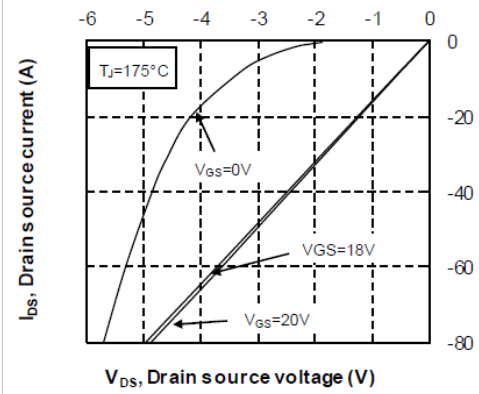 -6 -5 -4 -3 -2 -1 0
0
TJ=175°C
-20
VGS=0V
-40
VGS=18V
-60
VGS=20V
-80
IDS, Drain source current (A)
VDS, Drain source voltage (V)